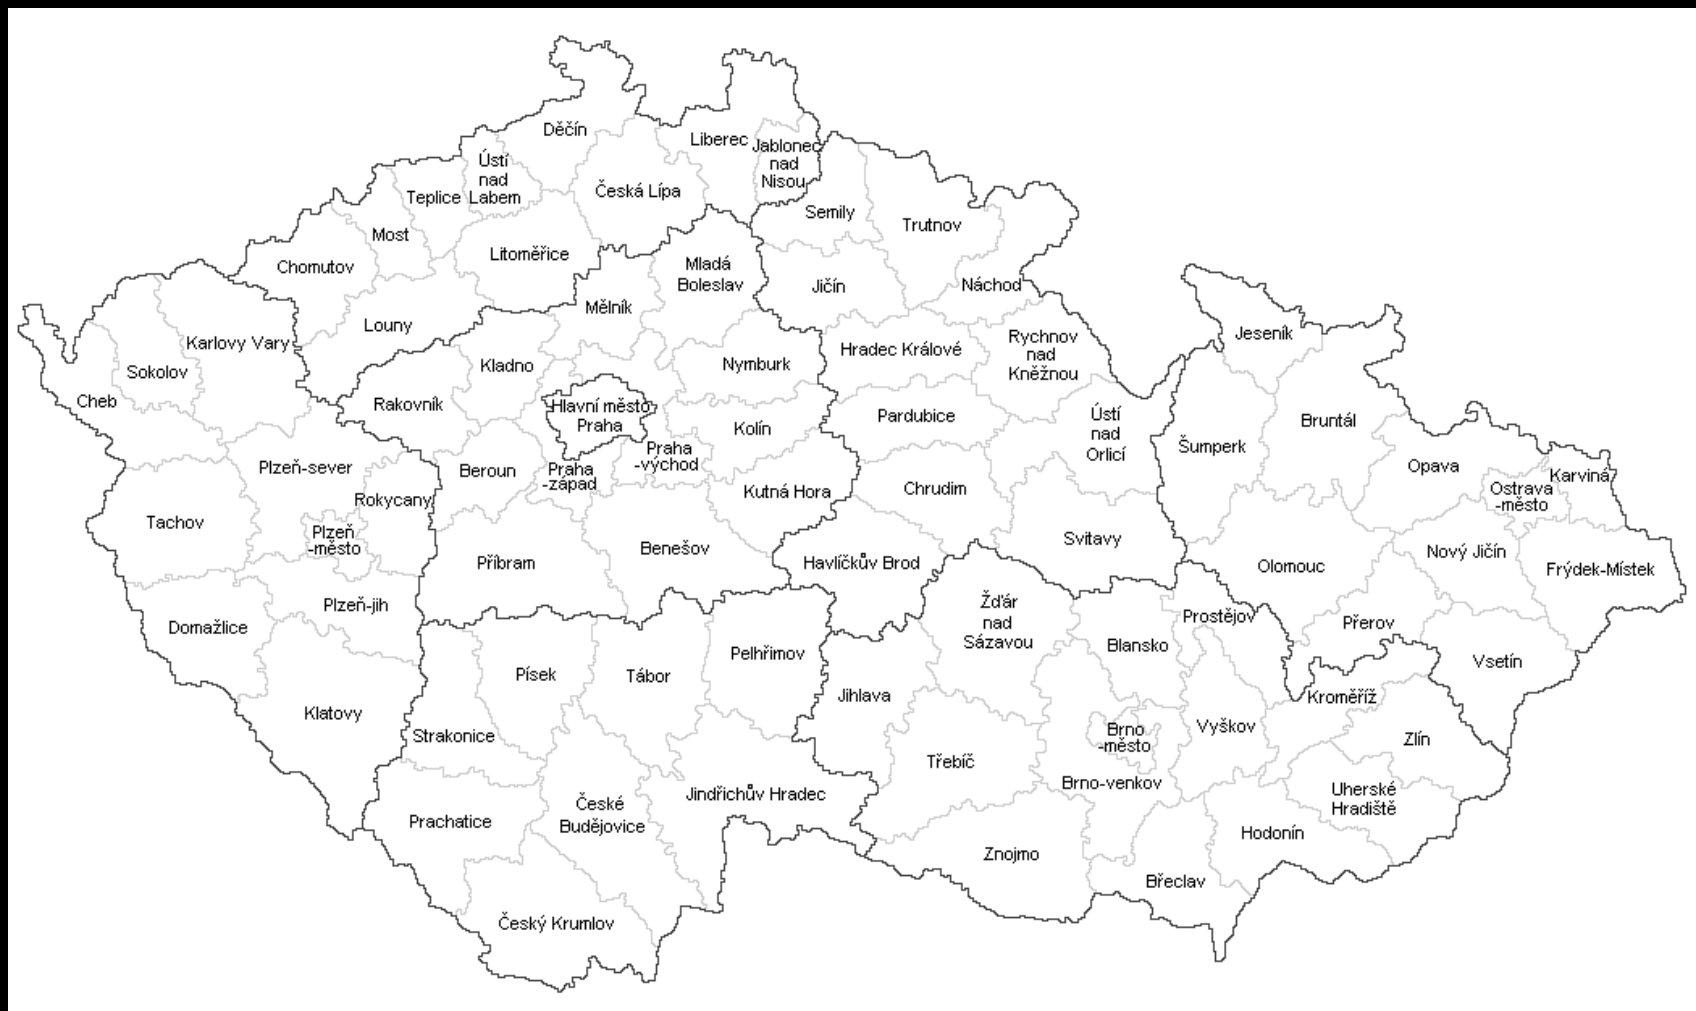 Děčín
Liberec
Jablonec
nad
Nisou
Ústí
nad
Labem
Teplice
Česká Lípa
Semily
Trutnov
Most
Litoměřice
Chomutov
Mladá
Boleslav
Jičín
Náchod
Mělník
Louny
Jeseník
Karlovy Vary
Hradec Králové
Rychnov
nad
Kněžnou
Kladno
Nymburk
Sokolov
Cheb
Rakovník
Hlavní město
Praha
Kolín
Pardubice
Ústí
nad
Orlicí
Šumperk
Bruntál
Plzeň-sever
Beroun
Praha
-západ
Praha
-východ
Opava
Karviná
Ostrava
-město
Rokycany
Kutná Hora
Chrudim
Tachov
Plzeň
-město
Svitavy
Nový Jičín
Příbram
Benešov
Havlíčkův Brod
Olomouc
Frýdek-Místek
Plzeň-jih
Žďár
nad
Sázavou
Prostějov
Přerov
Domažlice
Blansko
Vsetín
Písek
Tábor
Pelhřimov
Jihlava
Kroměříž
Klatovy
Strakonice
Brno
-město
Vyškov
Zlín
Třebíč
Brno-venkov
Uherské
Hradiště
Jindřichův Hradec
České
Budějovice
Prachatice
Hodonín
Znojmo
Břeclav
Český Krumlov